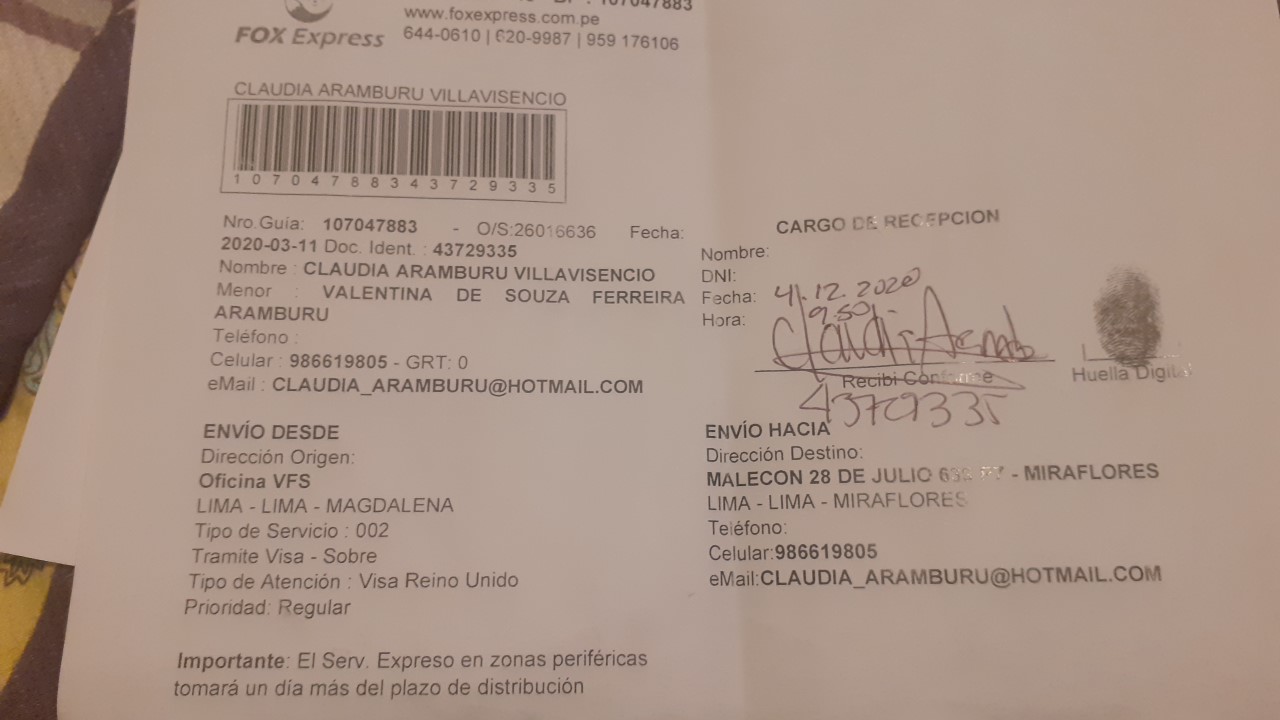 107047883
www.foxexpress.com.pe
FOX Express
644-0610 | 620-9987 | 959 176106
CLAUDIA ARAMBURU VILLAVISENCIO
10704788343729335
Nro.Guía: 107047883 - O/S:26016636 Fecha:
2020-03-11 Doc. Ident. : 43729335
Nombre : CLAUDIA ARAMBURU VILLAVISENCIO
Menor : VALENTINA DE SOUZA FERREIRA
ARAMBURU
Teléfono :
Celular : 986619805 - GRT: 0
eMail : CLAUDIA_ARAMBURU@HOTMAIL.COM
CARGO DE RECEPCION
Nombre:
DNI:
Fecha: 41.12.2020
Hora: 9.50
Recibi Conforme
Huella Digital
ENVÍO DESDE
Dirección Origen:
Oficina VFS
LIMA - LIMA - MAGDALENA
Tipo de Servicio : 002
Tramite Visa - Sobre
Tipo de Atención : Visa Reino Unido
Prioridad: Regular
ENVÍO HACIA
Dirección Destino:
MALECON 28 DE JULIO - MIRAFLORES
LIMA - LIMA - MIRAFLORES
Teléfono:
Celular:986619805
eMail:CLAUDIA_ARAMBURU@HOTMAIL.COM
Importante: El Serv. Expreso en zonas periféricas
tomará un día más del plazo de distribución